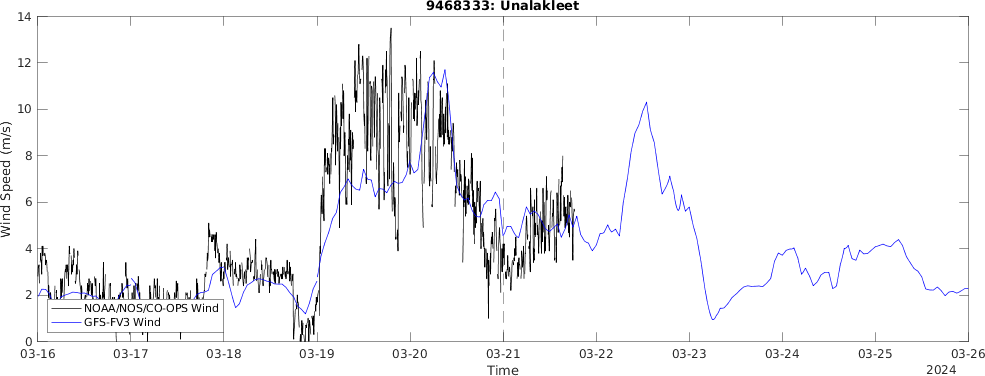 9468333: Unalakleet
14
12
10
8
6
4
2
0
Wind Speed (m/s)
NOAA/NOS/CO-OPS Wind
GFS-FV3 Wind
03-16 03-17 03-18 03-19 03-20 03-21 03-22 03-23 03-24 03-25 03-26
Time
2024